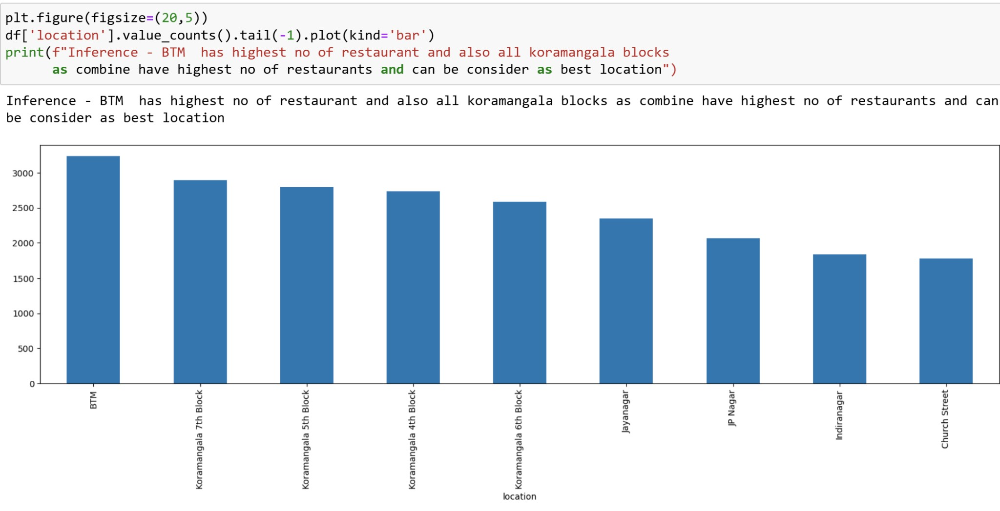 plt.figure(figsize=(20,5))
df['location'].value_counts().tail(-1).plot(kind='bar')
print(f"Inference - BTM  has highest no of restaurant and also all koramangala blocks
      as combine have highest no of restaurants and can be consider as best location")
Inference - BTM  has highest no of restaurant and also all koramangala blocks as combine have highest no of restaurants and can
be consider as best location
3000
2500
2000
1500
1000
500
0
BTM
Koramangala 7th Block
Koramangala 5th Block
Koramangala 4th Block
Koramangala 6th Block
Jayanagar
JP Nagar
Indiranagar
Church Street
location